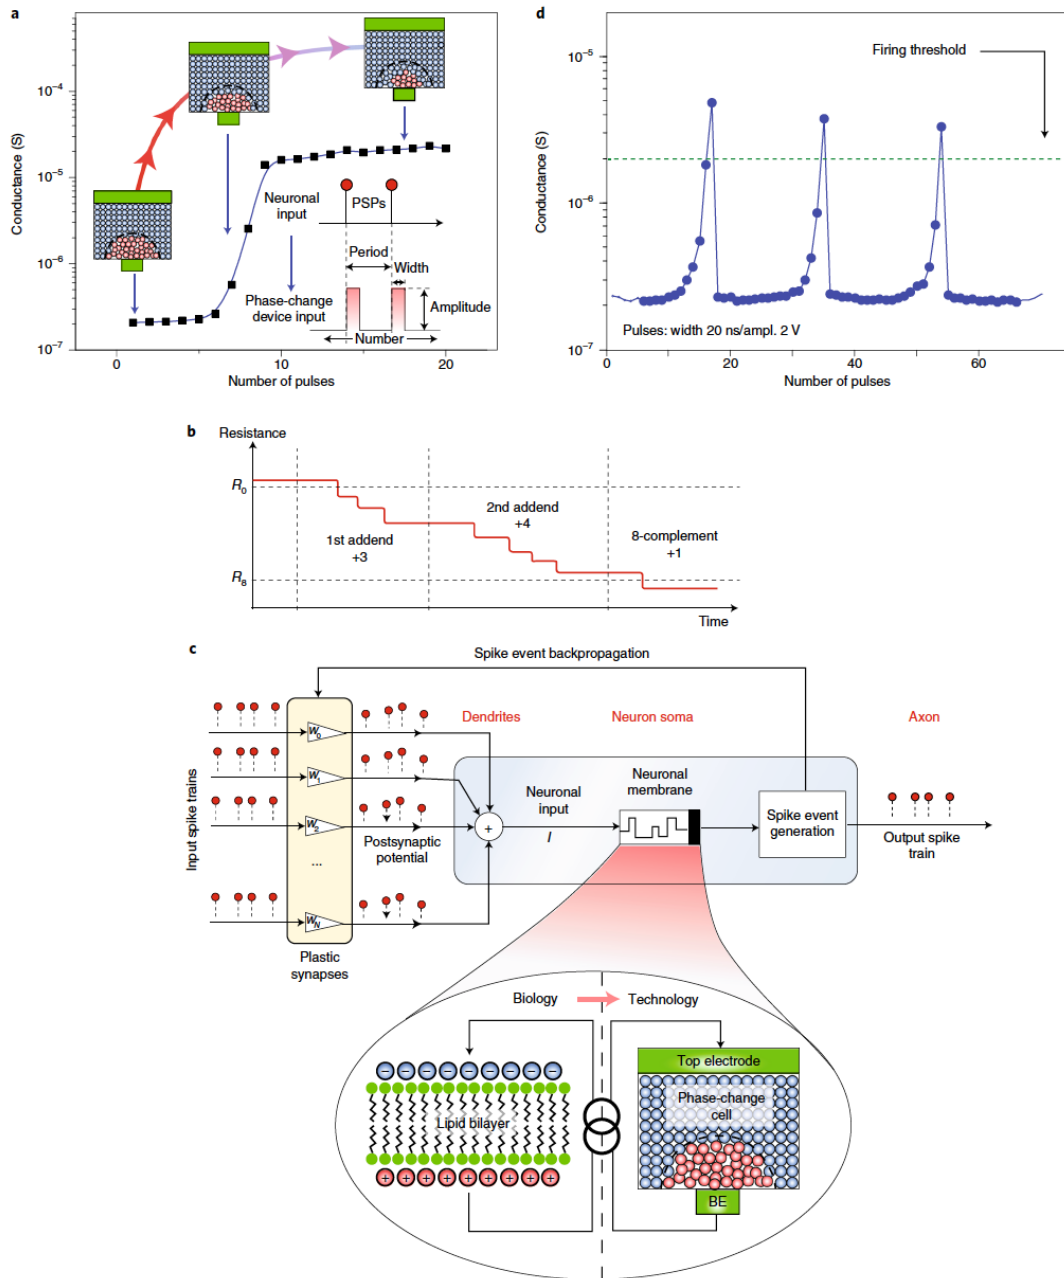 a
Conductance (S)
10⁻⁴
10⁻⁵
10⁻⁶
10⁻⁷
0
10
20
Number of pulses
Neuronal
input
PSPs
Period
Width
Phase-change
device input
Amplitude
Number
d
Conductance (S)
10⁻⁵
10⁻⁶
10⁻⁷
Firing threshold
Pulses: width 20 ns/ampl. 2 V
0
20
40
60
Number of pulses
b
Resistance
R₀
R₈
1st addend
+3
2nd addend
+4
8-complement
+1
Time
c
Spike event backpropagation
Dendrites
Neuron soma
Axon
Input spike trains
W₀
W₁
W₂
...
W_N
Plastic
synapses
Postsynaptic
potential
+
Neuronal
input
I
Neuronal
membrane
Spike event
generation
Output spike
train
Biology
Technology
− − − − − − − − −
Lipid bilayer
+ + + + + + + + +
Top electrode
Phase-change
cell
BE